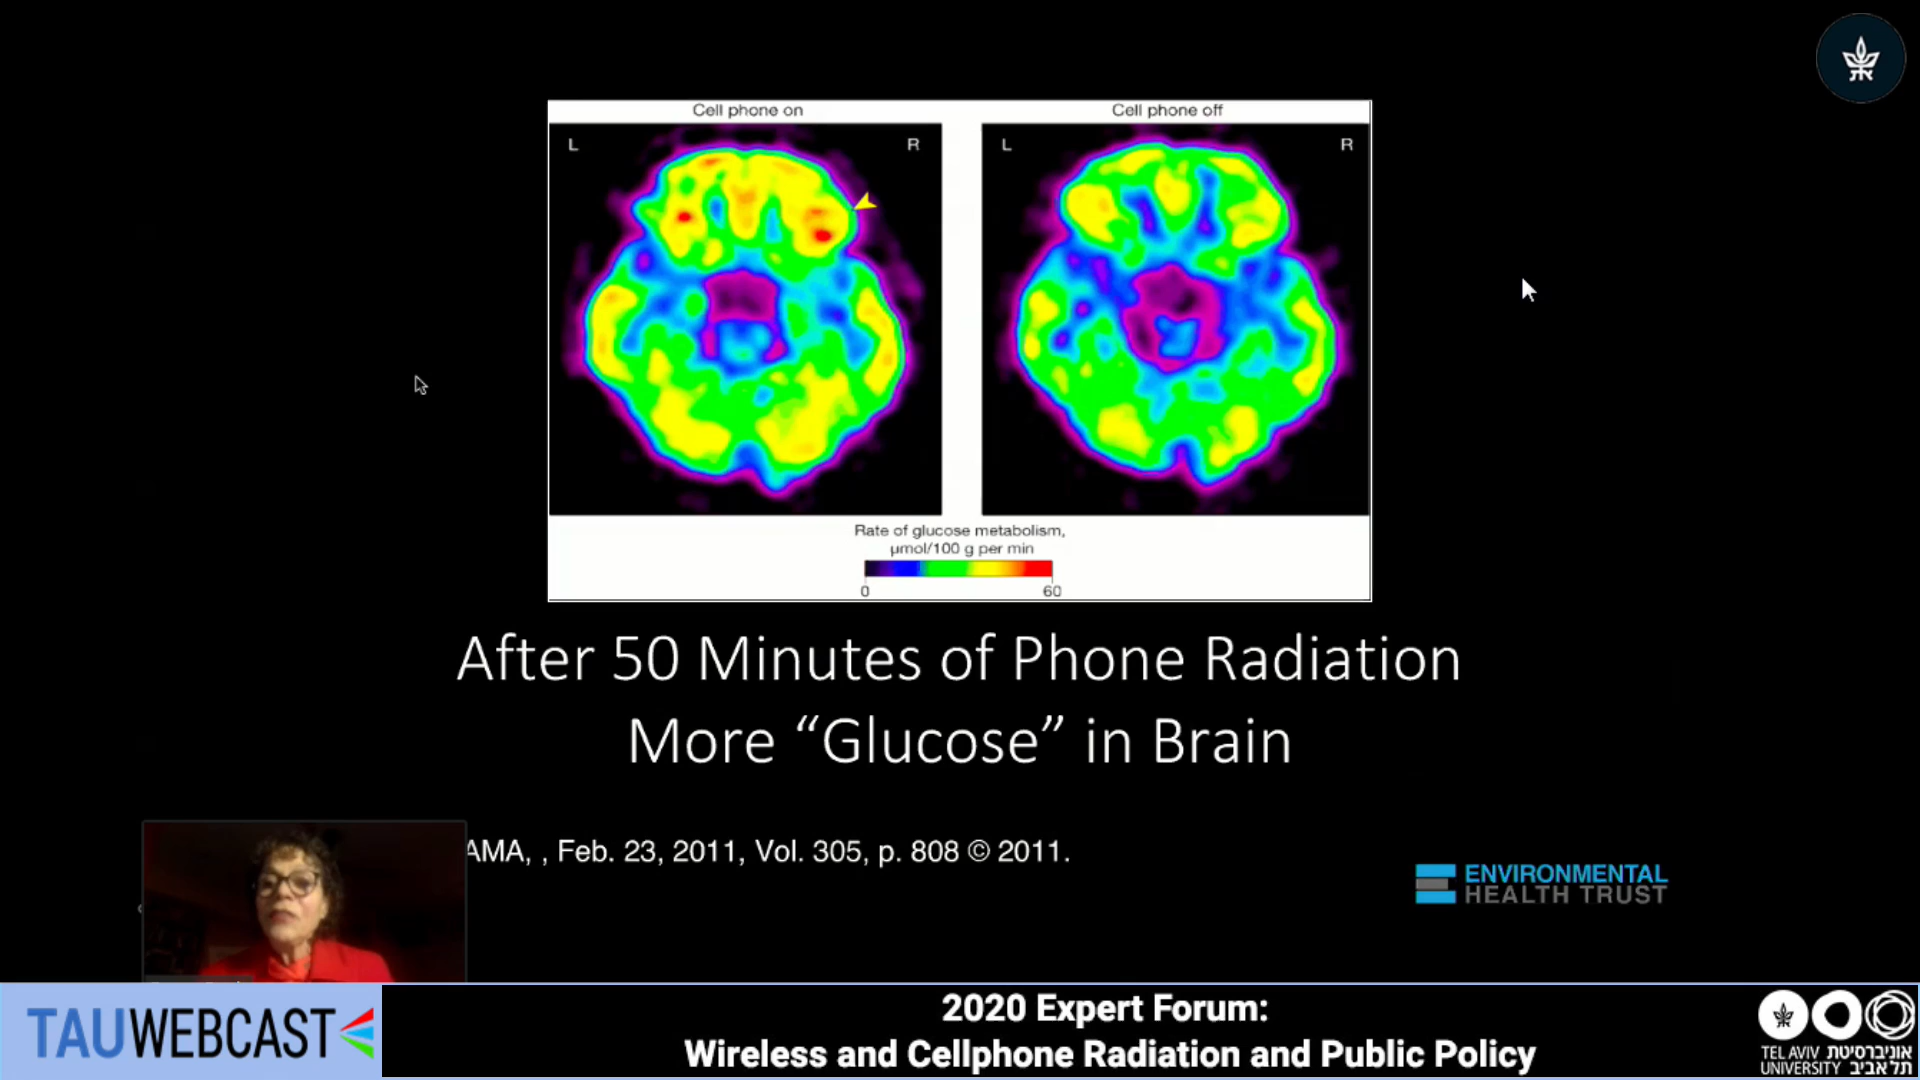 Cell phone on
Cell phone off
L
R
L
R
Rate of glucose metabolism,
µmol/100 g per min
0
60
After 50 Minutes of Phone Radiation
More “Glucose” in Brain
AMA, , Feb. 23, 2011, Vol. 305, p. 808 © 2011.
ENVIRONMENTAL
HEALTH TRUST
TAUWEBCAST
2020 Expert Forum:
Wireless and Cellphone Radiation and Public Policy
TEL AVIV אוניברסיטת
UNIVERSITY תל אביב